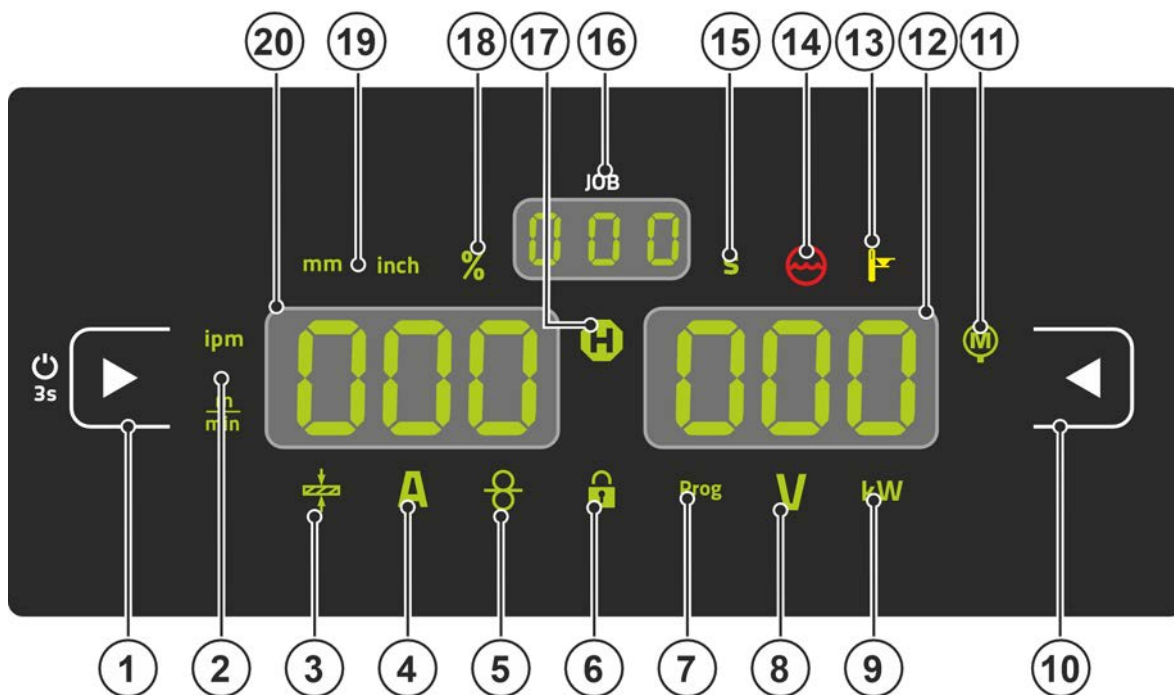 20 19 18 17 16 15 14 13 12 11
JOB
000
mm inch % s
ipm 000 H 000 M
3s
m
min
A Prog V kW
1 2 3 4 5 6 7 8 9 10